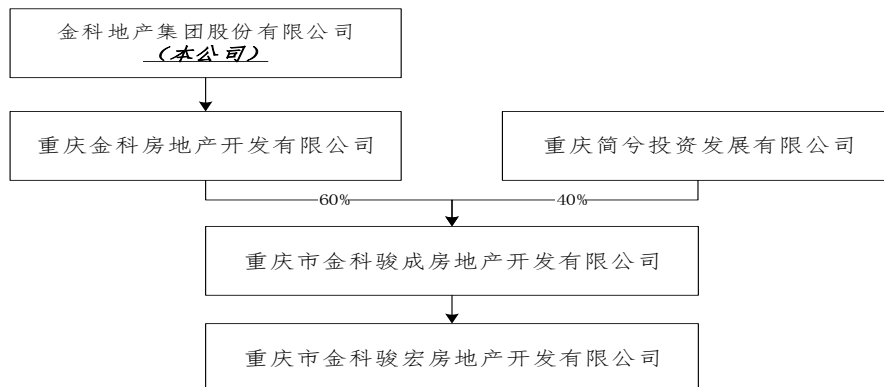 金科地产集团股份有限公司
（本公司）
重庆金科房地产开发有限公司
重庆简兮投资发展有限公司
60%
40%
重庆市金科骏成房地产开发有限公司
重庆市金科骏宏房地产开发有限公司